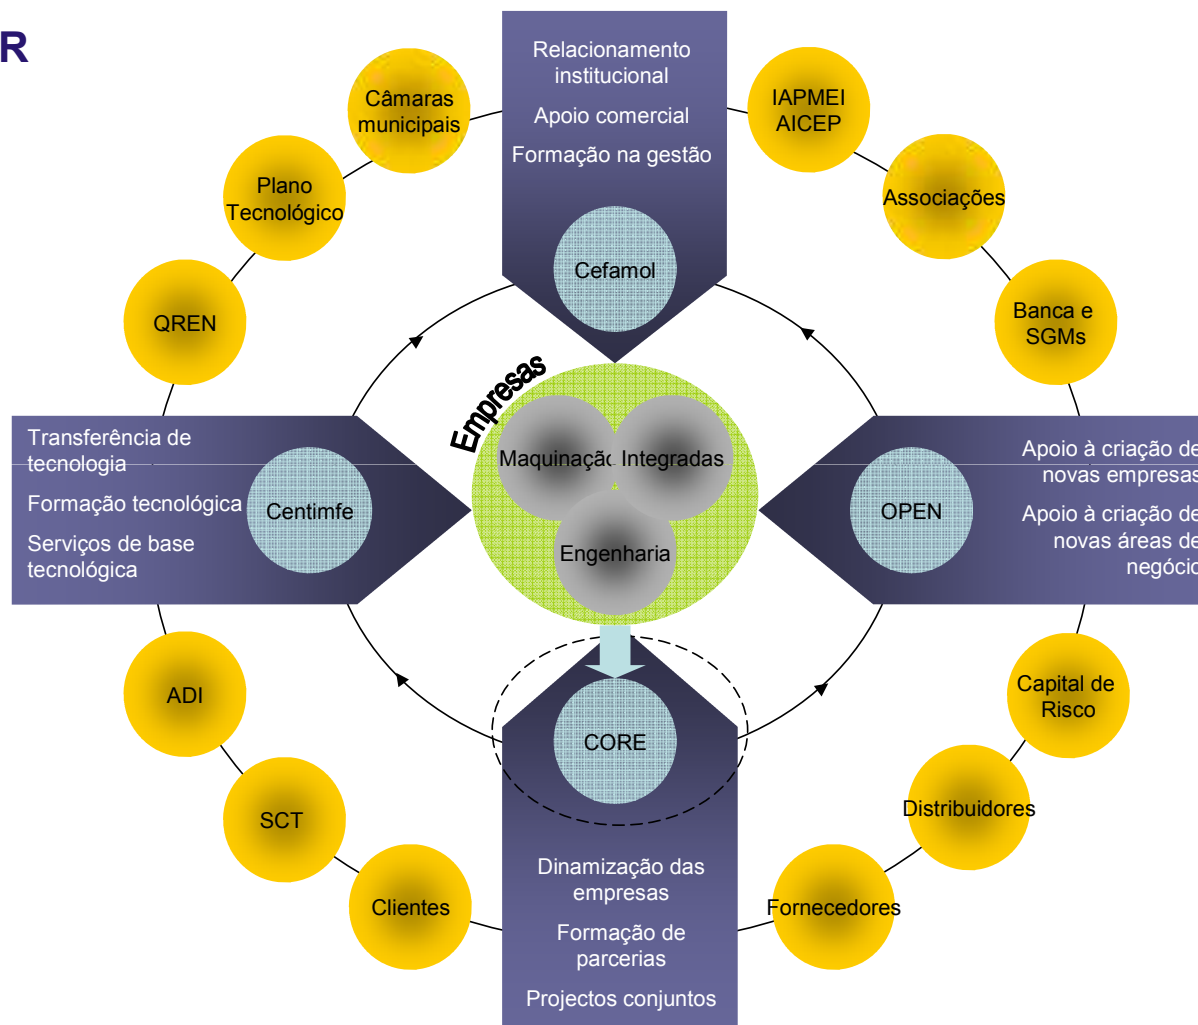 R
Relacionamento
institucional
Apoio comercial
Formação na gestão
Câmaras
municipais
IAPMEI
AICEP
Plano
Tecnológico
Associações
QREN
Cefamol
Banca e
SGMs
Empresas
Maquinação
Integradas
Engenharia
Transferência de
tecnologia
Formação tecnológica
Serviços de base
tecnológica
Centimfe
OPEN
Apoio à criação de
novas empresas
Apoio à criação de
novas áreas de
negócio
ADI
CORE
Capital de
Risco
SCT
Distribuidores
Clientes
Dinamização das
empresas
Formação de
parcerias
Projectos conjuntos
Fornecedores